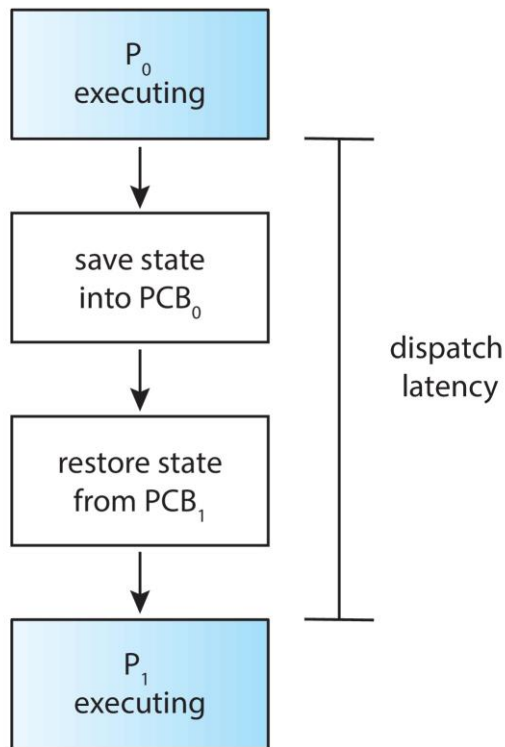 P₀
executing
save state
into PCB₀
restore state
from PCB₁
P₁
executing
dispatch
latency